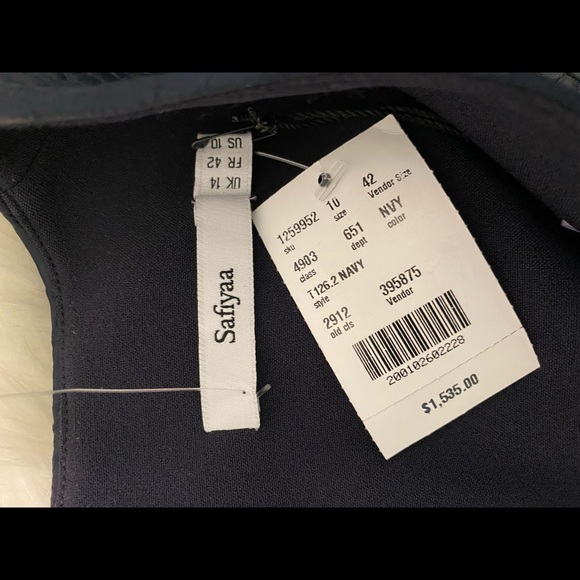 US 10
FR 42
UK 14
Safiyaa
1259952 10 42
sku size Vendor Size
4903 651 NVY
class dept color
T126.2 NAVY
style
2912 395875
old cls Vendor
200102602228
$1,535.00